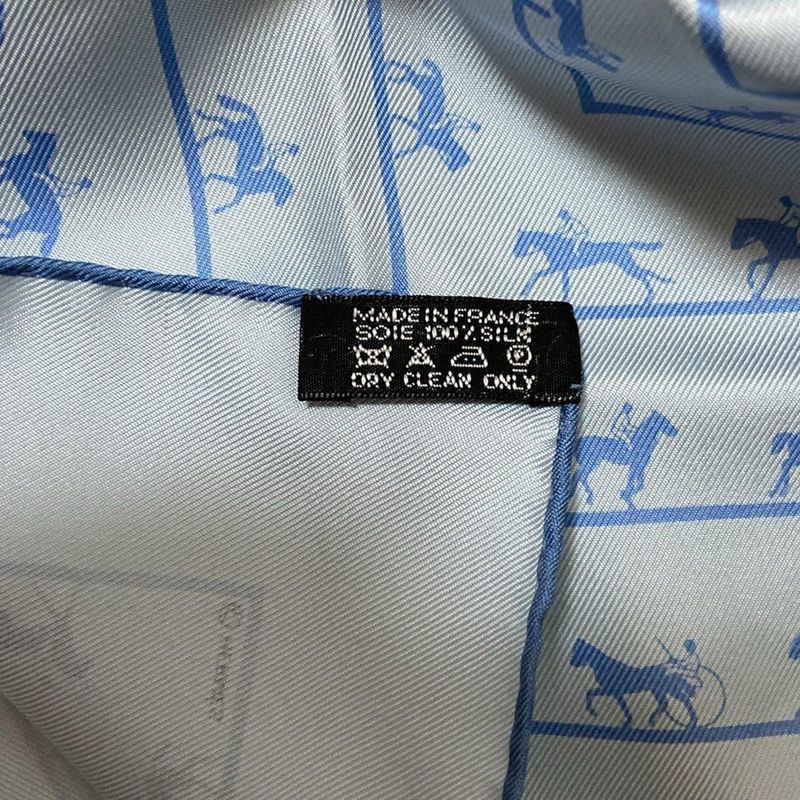 MADE IN FRANCE
SOIE 100% SILK
DRY CLEAN ONLY